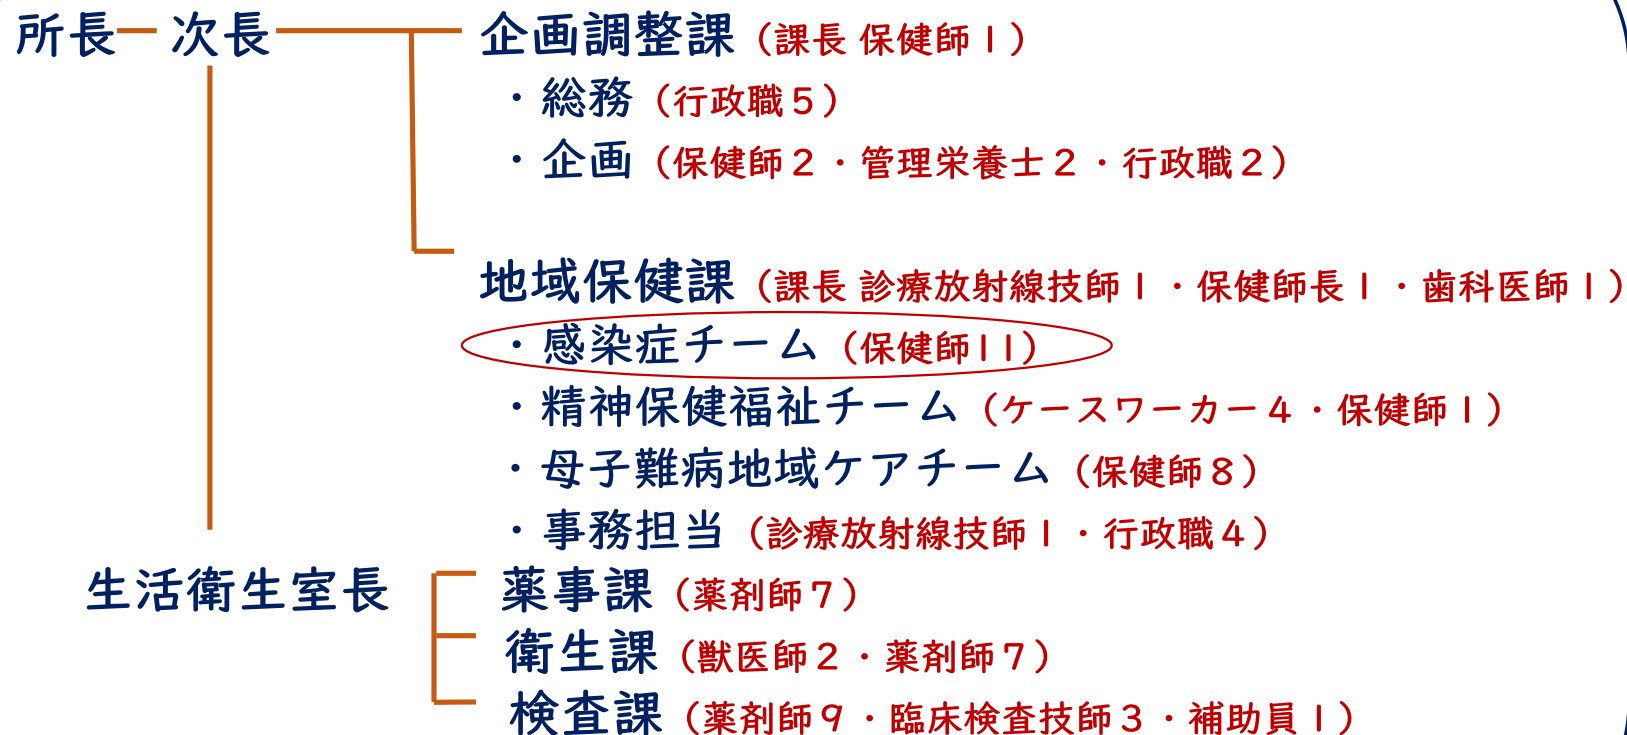 所長 次長 企画調整課（課長 保健師１）
・総務（行政職５）
・企画（保健師２・管理栄養士２・行政職２）
地域保健課（課長 診療放射線技師１・保健師長１・歯科医師１）
・感染症チーム（保健師11）
・精神保健福祉チーム（ケースワーカー４・保健師１）
・母子難病地域ケアチーム（保健師８）
・事務担当（診療放射線技師１・行政職４）
生活衛生室長 薬事課（薬剤師７）
衛生課（獣医師２・薬剤師７）
検査課（薬剤師９・臨床検査技師３・補助員１）